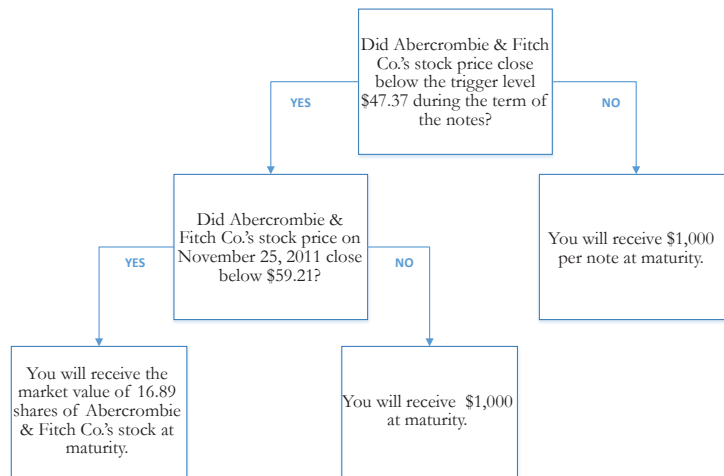 Did Abercrombie & Fitch
Co.'s stock price close
below the trigger level
$47.37 during the term of
the notes?
YES
NO
Did Abercrombie &
Fitch Co.'s stock price on
November 25, 2011 close
below $59.21?
You will receive $1,000
per note at maturity.
YES
NO
You will receive the
market value of 16.89
shares of Abercrombie
& Fitch Co.'s stock at
maturity.
You will receive $1,000
at maturity.